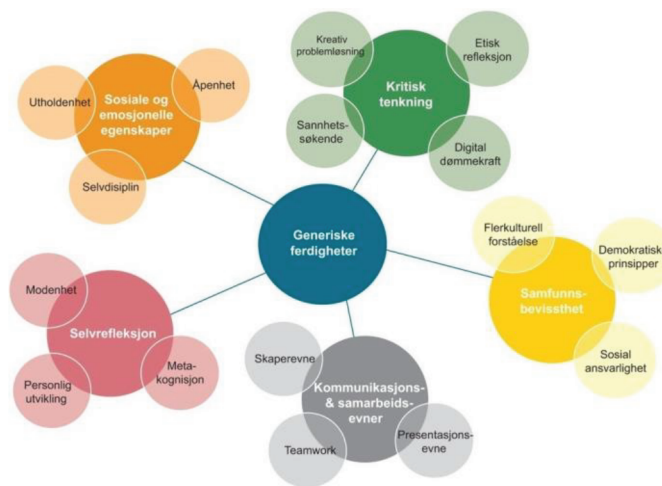 Sosiale og
emosjonelle
egenskaper
Åpenhet
Utholdenhet
Selvdisiplin
Kritisk
tenkning
Kreativ
problemløsning
Etisk
refleksjon
Sannhets-
søkende
Digital
dømmekraft
Generiske
ferdigheter
Samfunns-
bevissthet
Flerkulturell
forståelse
Demokratiske
prinsipper
Sosial
ansvarlighet
Selvrefleksjon
Modenhet
Personlig
utvikling
Meta-
kognisjon
Kommunikasjons-
& samarbeids-
evner
Skaperevne
Teamwork
Presentasjons-
evne